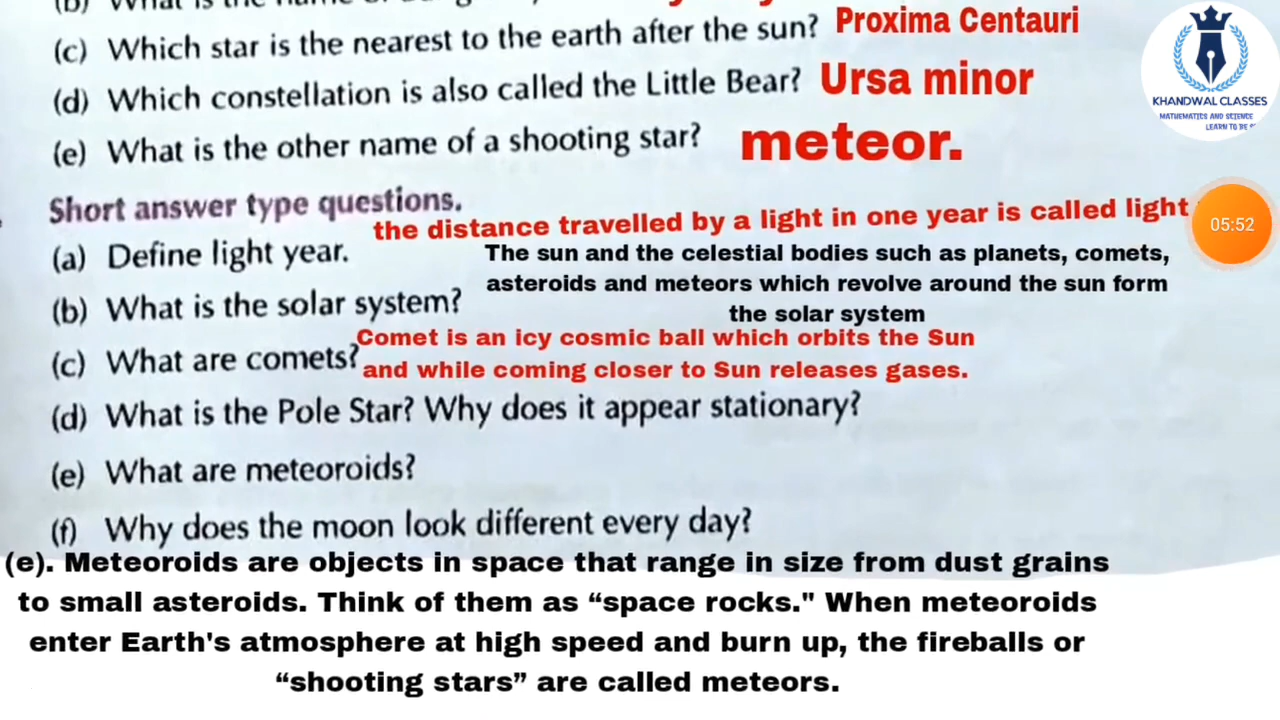 (c) Which star is the nearest to the earth after the sun? Proxima Centauri
(d) Which constellation is also called the Little Bear? Ursa minor
(e) What is the other name of a shooting star? meteor.
KHANDWAL CLASSES
MATHEMATICS AND SCIENCE
LEARN TO BE
Short answer type questions.
the distance travelled by a light in one year is called light
05:52
(a) Define light year.
The sun and the celestial bodies such as planets, comets,
asteroids and meteors which revolve around the sun form
the solar system
(b) What is the solar system?
Comet is an icy cosmic ball which orbits the Sun
and while coming closer to Sun releases gases.
(c) What are comets?
(d) What is the Pole Star? Why does it appear stationary?
(e) What are meteoroids?
(f) Why does the moon look different every day?
(e). Meteoroids are objects in space that range in size from dust grains
to small asteroids. Think of them as “space rocks." When meteoroids
enter Earth's atmosphere at high speed and burn up, the fireballs or
“shooting stars” are called meteors.